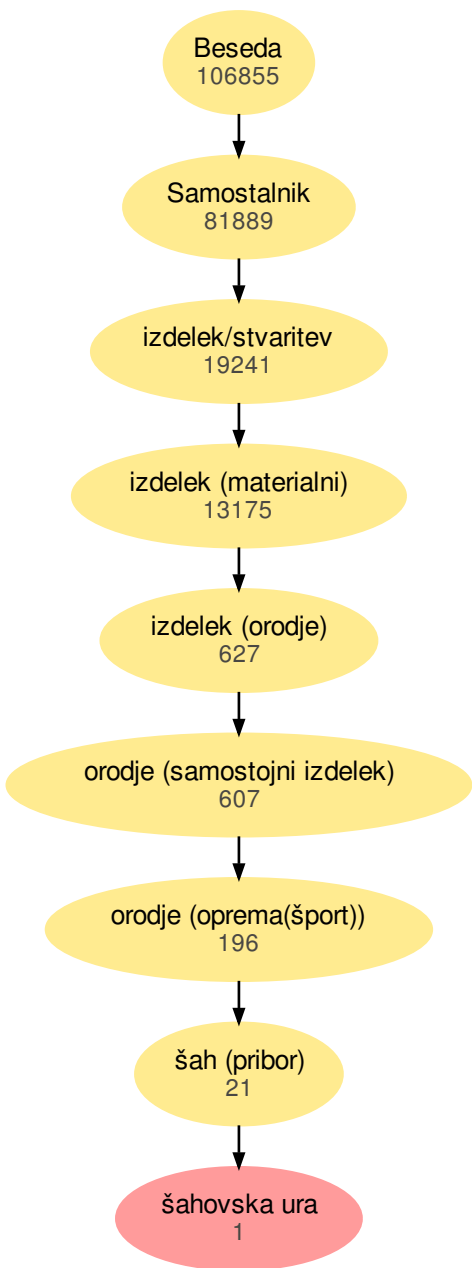 Beseda
106855
Samostalnik
81889
izdelek/stvaritev
19241
izdelek (materialni)
13175
izdelek (orodje)
627
orodje (samostojni izdelek)
607
orodje (oprema(šport))
196
šah (pribor)
21
šahovska ura
1